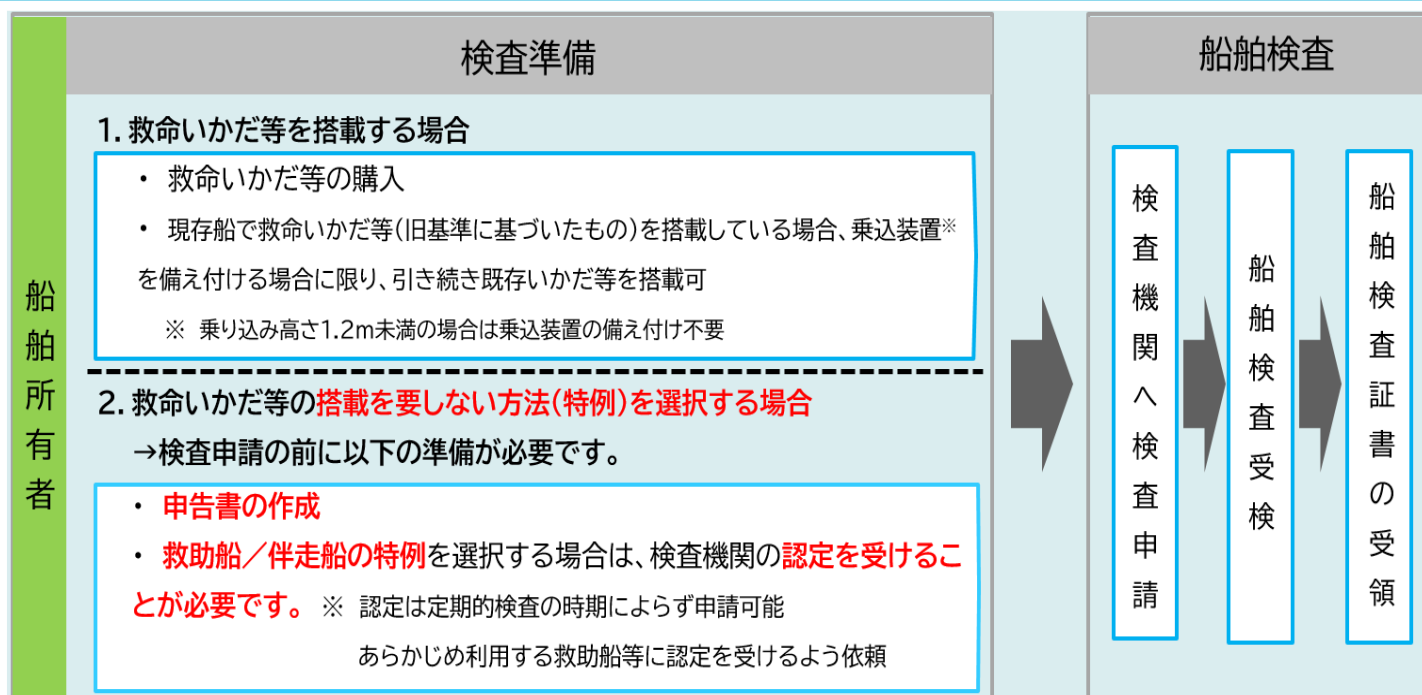 検査準備
船舶検査
船舶所有者
1. 救命いかだ等を搭載する場合
・ 救命いかだ等の購入
・ 現存船で救命いかだ等(旧基準に基づいたもの)を搭載している場合、乗込装置※
を備え付ける場合に限り、引き続き既存いかだ等を搭載可
※ 乗り込み高さ1.2m未満の場合は乗込装置の備え付け不要
2. 救命いかだ等の搭載を要しない方法(特例)を選択する場合
→検査申請の前に以下の準備が必要です。
・ 申告書の作成
・ 救助船/伴走船の特例を選択する場合は、検査機関の認定を受けるこ
とが必要です。 ※ 認定は定期的検査の時期によらず申請可能
あらかじめ利用する救助船等に認定を受けるよう依頼
検査機関へ検査申請
船舶検査受検
船舶検査証書の受領